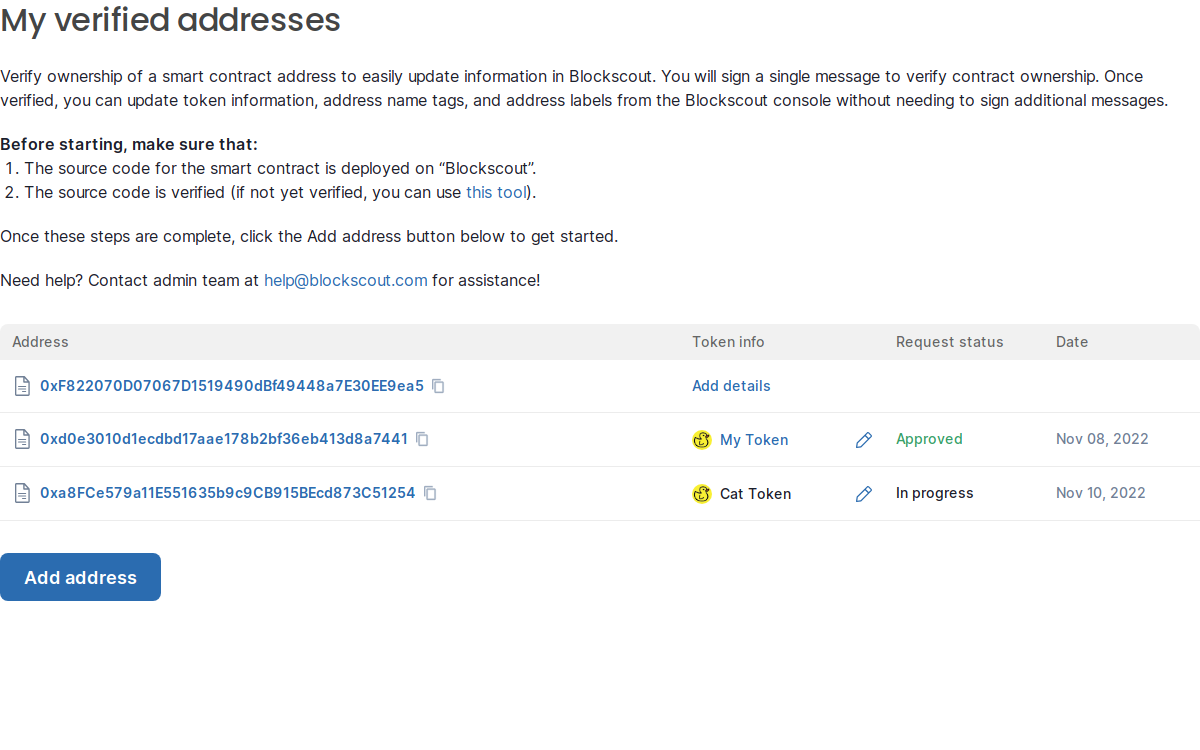 My verified addresses
Verify ownership of a smart contract address to easily update information in Blockscout. You will sign a single message to verify contract ownership. Once
verified, you can update token information, address name tags, and address labels from the Blockscout console without needing to sign additional messages.
Before starting, make sure that:
1. The source code for the smart contract is deployed on “Blockscout”.
2. The source code is verified (if not yet verified, you can use this tool).
Once these steps are complete, click the Add address button below to get started.
Need help? Contact admin team at help@blockscout.com for assistance!
Address Token info Request status Date
0xF822070D07067D1519490dBf49448a7E30EE9ea5 Add details
0xd0e3010d1ecdbd17aae178b2bf36eb413d8a7441 My Token Approved Nov 08, 2022
0xa8FCe579a11E551635b9c9CB915BEcd873C51254 Cat Token In progress Nov 10, 2022
Add address